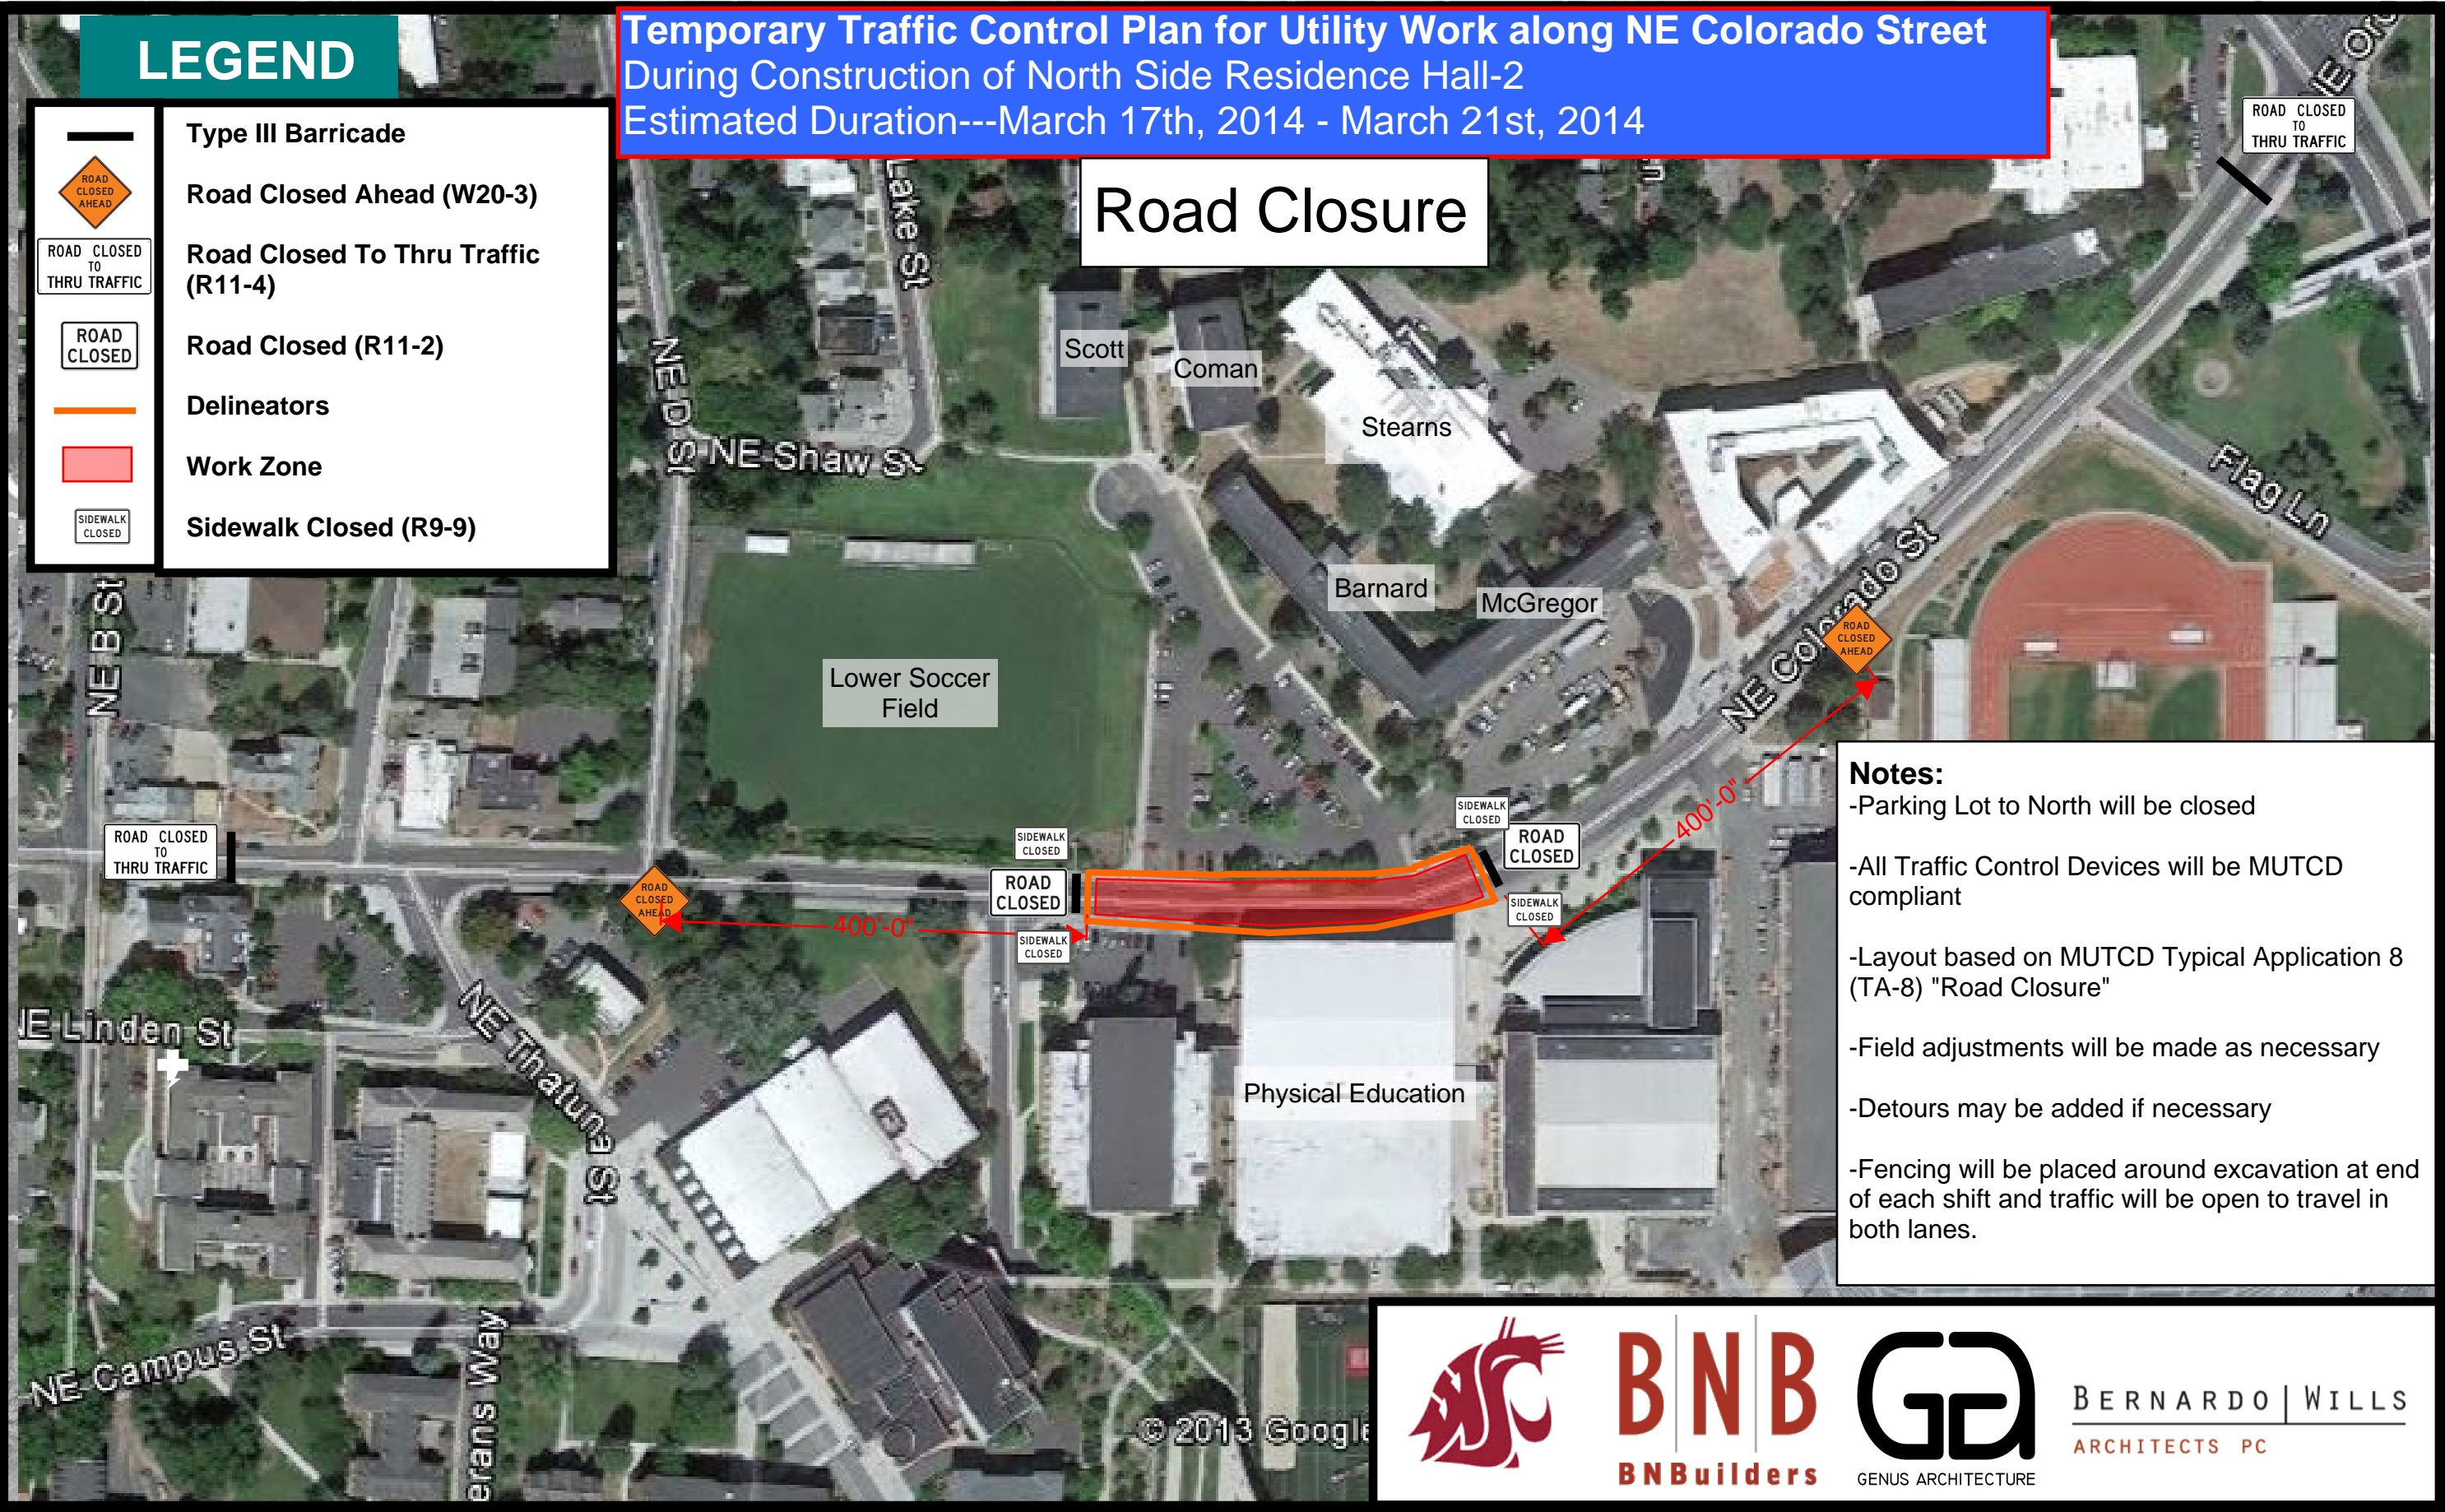 LEGEND
Type III Barricade
ROAD
CLOSED
AHEAD
Road Closed Ahead (W20-3)
ROAD CLOSED
TO
THRU TRAFFIC
Road Closed To Thru Traffic
(R11-4)
ROAD
CLOSED
Road Closed (R11-2)
Delineators
Work Zone
SIDEWALK
CLOSED
Sidewalk Closed (R9-9)
Temporary Traffic Control Plan for Utility Work along NE Colorado Street
During Construction of North Side Residence Hall-2
Estimated Duration---March 17th, 2014 - March 21st, 2014
Road Closure
ROAD CLOSED
TO
THRU TRAFFIC
Lake St
NE D St
NE Shaw St
Scott
Coman
Stearns
Barnard
McGregor
Flag Ln
NE Colorado St
ROAD
CLOSED
AHEAD
400'-0"
NE B St
Lower Soccer
Field
ROAD CLOSED
TO
THRU TRAFFIC
ROAD
CLOSED
AHEAD
400'-0"
SIDEWALK
CLOSED
ROAD
CLOSED
SIDEWALK
CLOSED
SIDEWALK
CLOSED
ROAD
CLOSED
SIDEWALK
CLOSED
NE Linden St
NE Thatuna St
Physical Education
NE Campus St
erans Way
© 2013 Google
Notes:
-Parking Lot to North will be closed
-All Traffic Control Devices will be MUTCD
compliant
-Layout based on MUTCD Typical Application 8
(TA-8) "Road Closure"
-Field adjustments will be made as necessary
-Detours may be added if necessary
-Fencing will be placed around excavation at end
of each shift and traffic will be open to travel in
both lanes.
WSC
BNB
BNBuilders
GA
GENUS ARCHITECTURE
BERNARDO | WILLS
ARCHITECTS PC